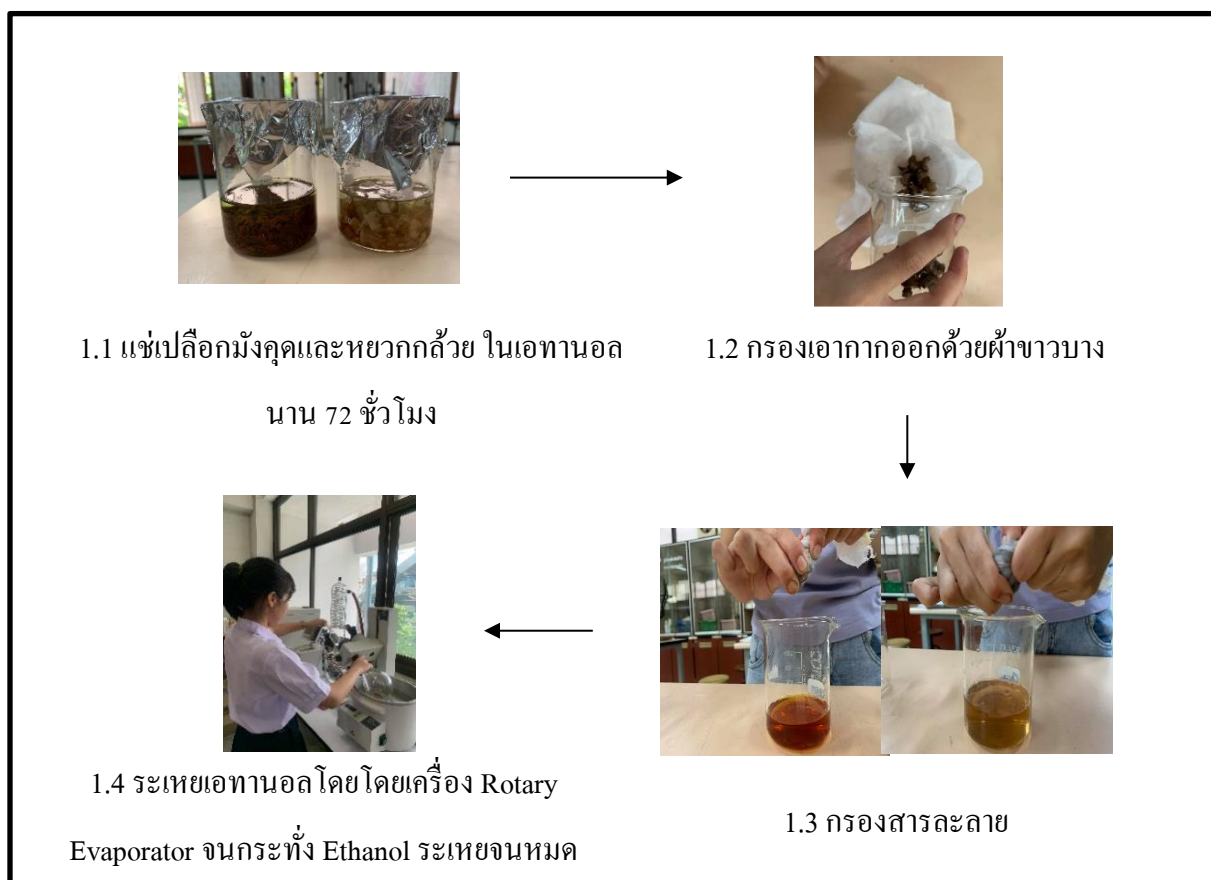 1.1 แช่เปลือกมังคุดและหยวกกล้วย ในเอทานอล
นาน 72 ชั่วโมง
1.2 กรองเอากากออกด้วยผ้าขาวบาง
1.3 กรองสารละลาย
1.4 ระเหยเอทานอลโดยโดยเครื่อง Rotary
Evaporator จนกระทั่ง Ethanol ระเหยจนหมด